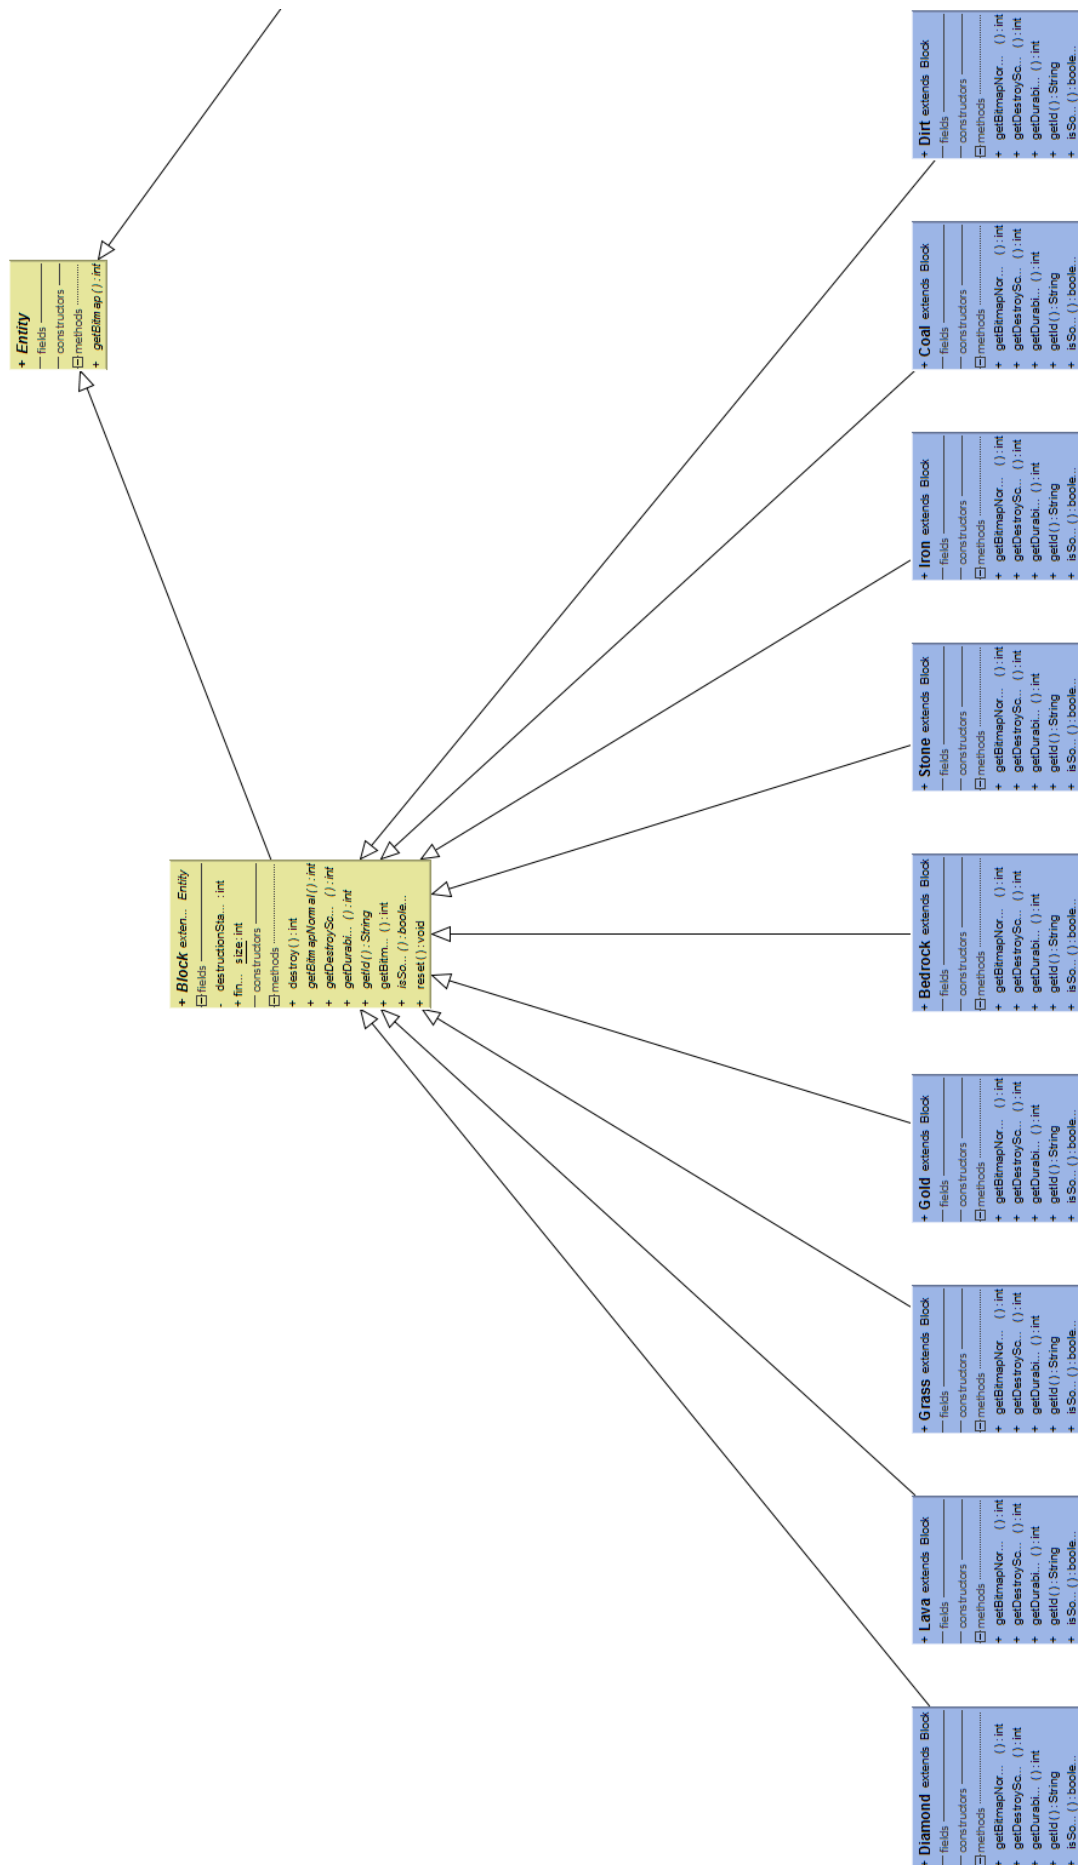 + Entity
fields
constructors
methods
+ getBitmap ( ) : int
+ Block exten... Entity
fields
- destructionSta... : int
+ fin... size : int
constructors
methods
+ destroy ( ) : int
+ getBitmapNormal ( ) : int
+ getDestroySc... ( ) : int
+ getDurabi... ( ) : int
+ getId ( ) : String
+ getBitm... ( ) : int
+ isSo... ( ) : boole...
+ reset ( ) : void
+ Diamond extends Block
fields
constructors
methods
+ getBitmapNor... ( ) : int
+ getDestroySc... ( ) : int
+ getDurabi... ( ) : int
+ getId ( ) : String
+ isSo... ( ) : boole...
+ Lava extends Block
fields
constructors
methods
+ getBitmapNor... ( ) : int
+ getDestroySc... ( ) : int
+ getDurabi... ( ) : int
+ getId ( ) : String
+ isSo... ( ) : boole...
+ Grass extends Block
fields
constructors
methods
+ getBitmapNor... ( ) : int
+ getDestroySc... ( ) : int
+ getDurabi... ( ) : int
+ getId ( ) : String
+ isSo... ( ) : boole...
+ Gold extends Block
fields
constructors
methods
+ getBitmapNor... ( ) : int
+ getDestroySc... ( ) : int
+ getDurabi... ( ) : int
+ getId ( ) : String
+ isSo... ( ) : boole...
+ Bedrock extends Block
fields
constructors
methods
+ getBitmapNor... ( ) : int
+ getDestroySc... ( ) : int
+ getDurabi... ( ) : int
+ getId ( ) : String
+ isSo... ( ) : boole...
+ Stone extends Block
fields
constructors
methods
+ getBitmapNor... ( ) : int
+ getDestroySc... ( ) : int
+ getDurabi... ( ) : int
+ getId ( ) : String
+ isSo... ( ) : boole...
+ Iron extends Block
fields
constructors
methods
+ getBitmapNor... ( ) : int
+ getDestroySc... ( ) : int
+ getDurabi... ( ) : int
+ getId ( ) : String
+ isSo... ( ) : boole...
+ Coal extends Block
fields
constructors
methods
+ getBitmapNor... ( ) : int
+ getDestroySc... ( ) : int
+ getDurabi... ( ) : int
+ getId ( ) : String
+ isSo... ( ) : boole...
+ Dirt extends Block
fields
constructors
methods
+ getBitmapNor... ( ) : int
+ getDestroySc... ( ) : int
+ getDurabi... ( ) : int
+ getId ( ) : String
+ isSo... ( ) : boole...